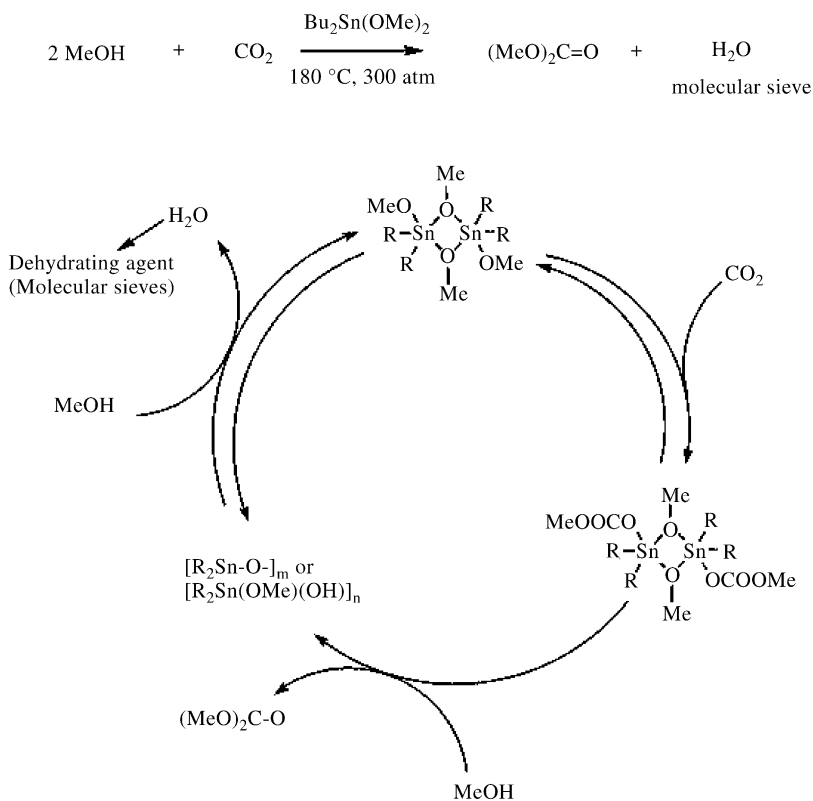 2 MeOH + CO2 Bu2Sn(OMe)2 (MeO)2C=O + H2O
180 °C, 300 atm
molecular sieve
Me
MeO O R
R Sn Sn R
R O OMe
Me
H2O
Dehydrating agent
(Molecular sieves)
CO2
MeOH
Me
MeOOCO O R
R Sn Sn R
R O OCOOMe
Me
[R2Sn-O-]m or
[R2Sn(OMe)(OH)]n
(MeO)2C-O
MeOH